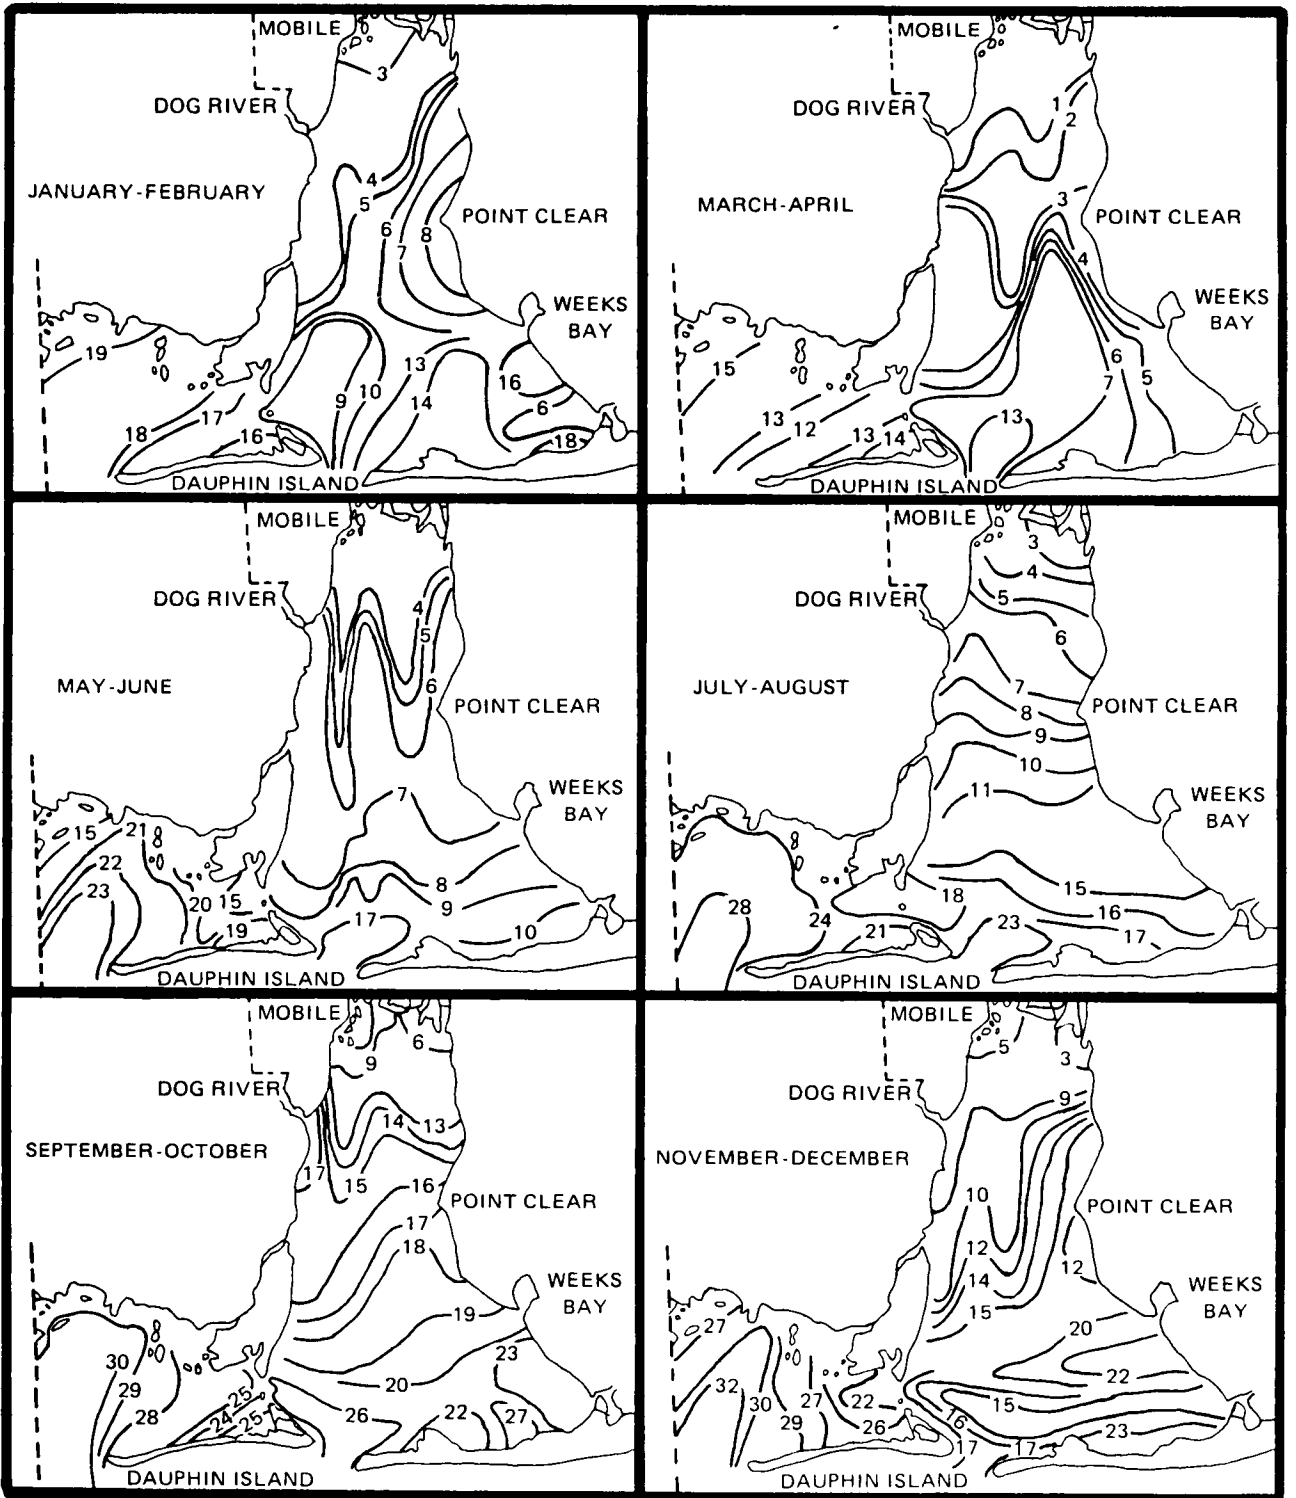 MOBILE
3
DOG RIVER
4
JANUARY-FEBRUARY
5
6
7
8
POINT CLEAR
WEEKS
BAY
19
13
16
9
10
14
6
17
18
16
18
DAUPHIN ISLAND
MOBILE
1
DOG RIVER
2
MARCH-APRIL
3
POINT CLEAR
4
WEEKS
BAY
15
6
7
5
13
12
13
14
13
DAUPHIN ISLAND
MOBILE
DOG RIVER
4
5
MAY-JUNE
6
POINT CLEAR
7
WEEKS
BAY
15
21
22
23
20
15
8
9
17
19
10
DAUPHIN ISLAND
MOBILE
3
4
DOG RIVER
5
6
JULY-AUGUST
7
8
POINT CLEAR
9
10
11
WEEKS
BAY
15
18
28
24
16
23
21
17
DAUPHIN ISLAND
MOBILE
6
9
DOG RIVER
14
13
SEPTEMBER-OCTOBER
17
15
16
POINT CLEAR
17
18
WEEKS
BAY
19
30
23
29
20
25
28
24
25
26
22
27
DAUPHIN ISLAND
MOBILE
5
3
DOG RIVER
9
NOVEMBER-DECEMBER
10
POINT CLEAR
12
12
14
WEEKS
BAY
15
27
20
22
32
30
27
22
15
29
26
16
23
17
17
DAUPHIN ISLAND